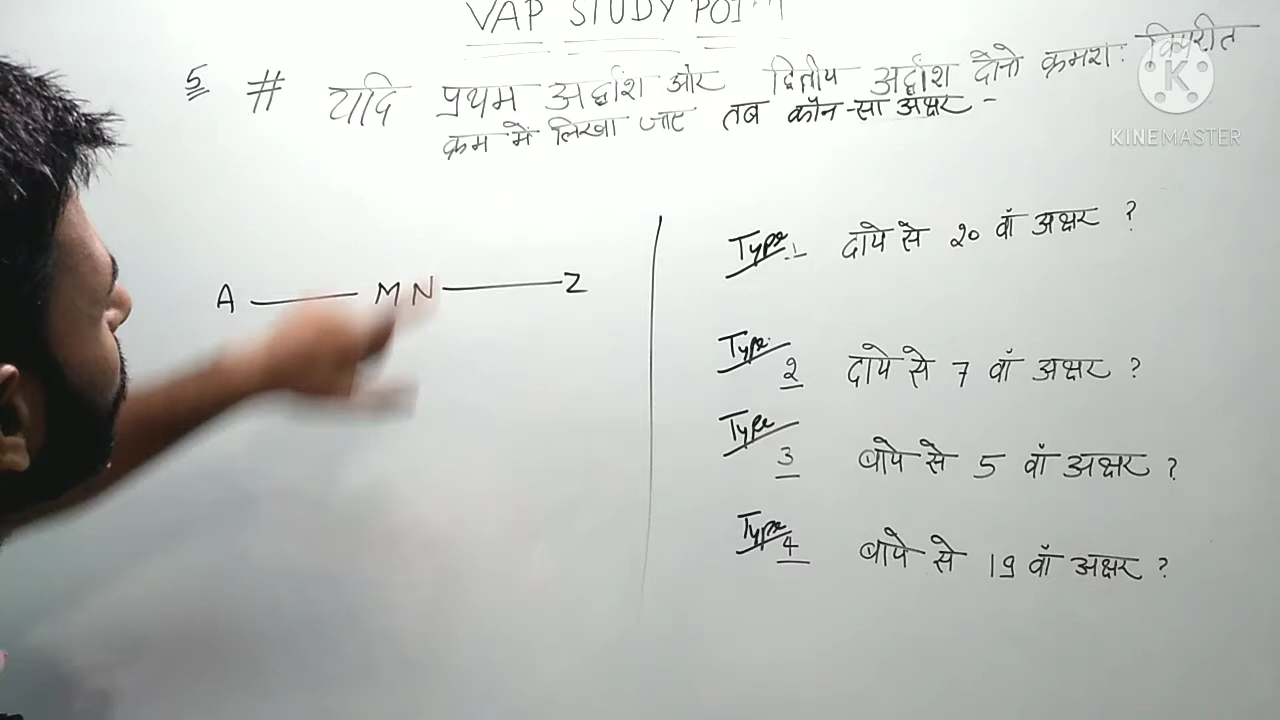 VAP STUDY POINT
5 # यदि प्रथम अर्द्धांश और द्वितीय अर्द्धांश दोनो क्रमशः विपरीत
क्रम में लिखा जाए तब कौन-सा अक्षर -
KINEMASTER
Type 1 दाये से 20 वाँ अक्षर ?
A — M N — Z
Type 2 दाये से 7 वाँ अक्षर ?
Type 3 बाये से 5 वाँ अक्षर ?
Type 4 बाये से 19 वाँ अक्षर ?